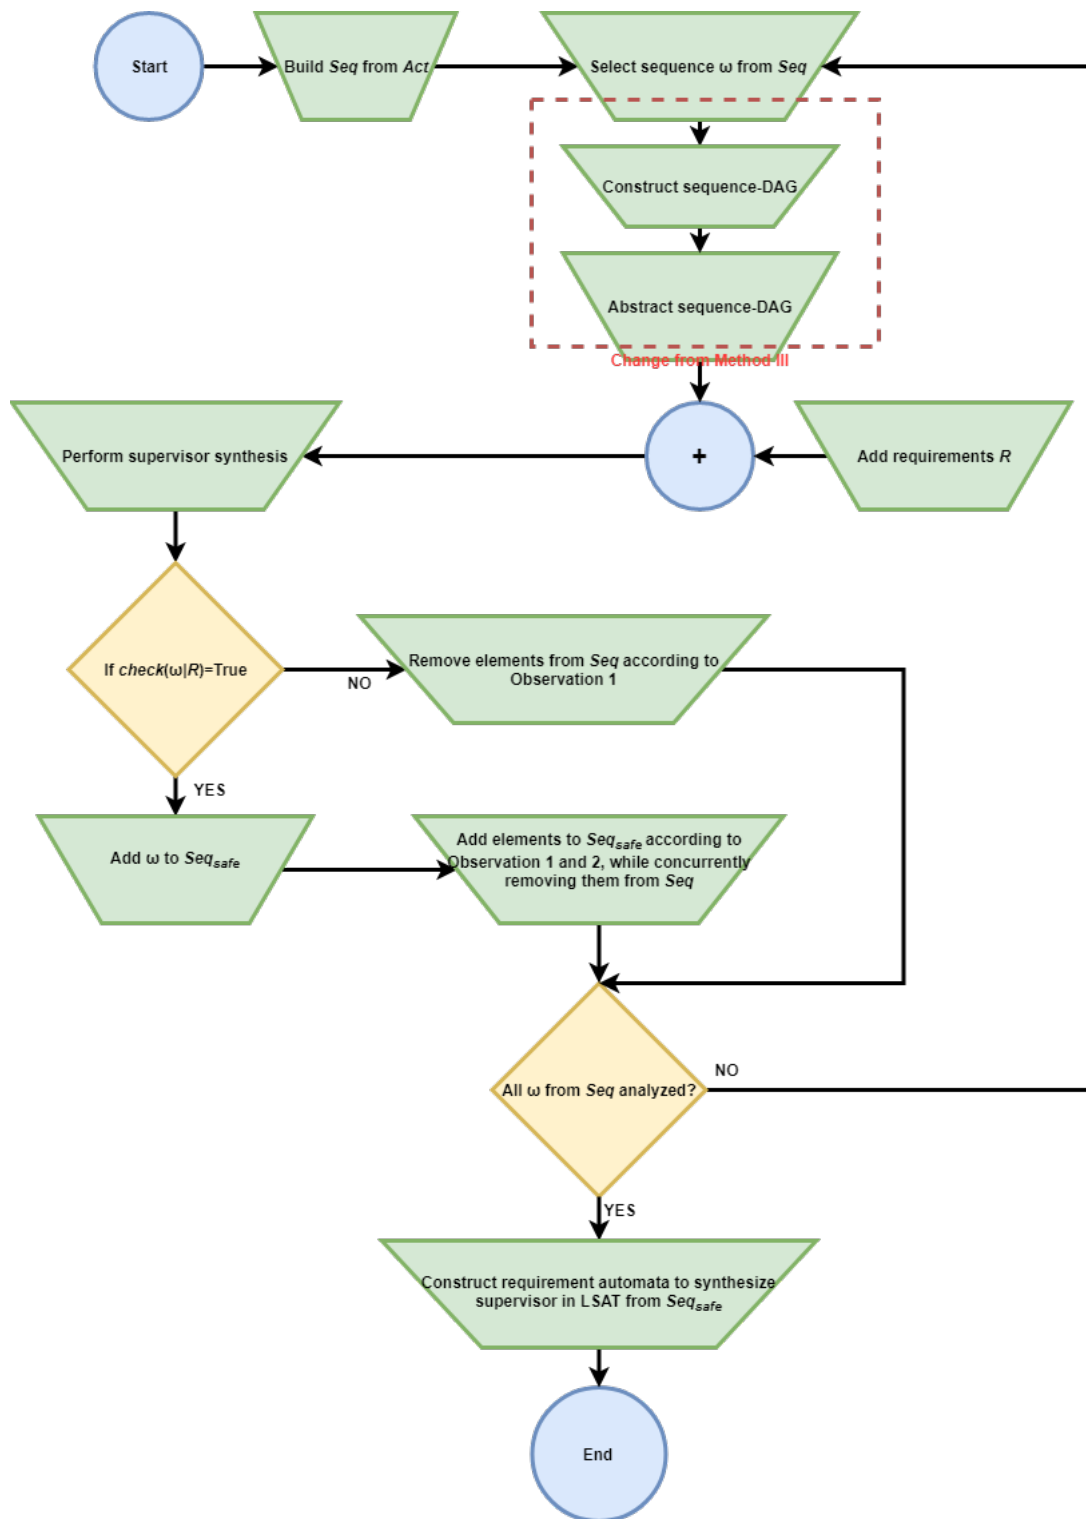 Start
Build Seq from Act
Select sequence ω from Seq
Construct sequence-DAG
Abstract sequence-DAG
Change from Method III
Perform supervisor synthesis
+
Add requirements R
If check(ω|R)=True
NO
Remove elements from Seq according to
Observation 1
YES
Add ω to Seq_safe
Add elements to Seq_safe according to
Observation 1 and 2, while concurrently
removing them from Seq
All ω from Seq analyzed?
NO
YES
Construct requirement automata to synthesize
supervisor in LSAT from Seq_safe
End